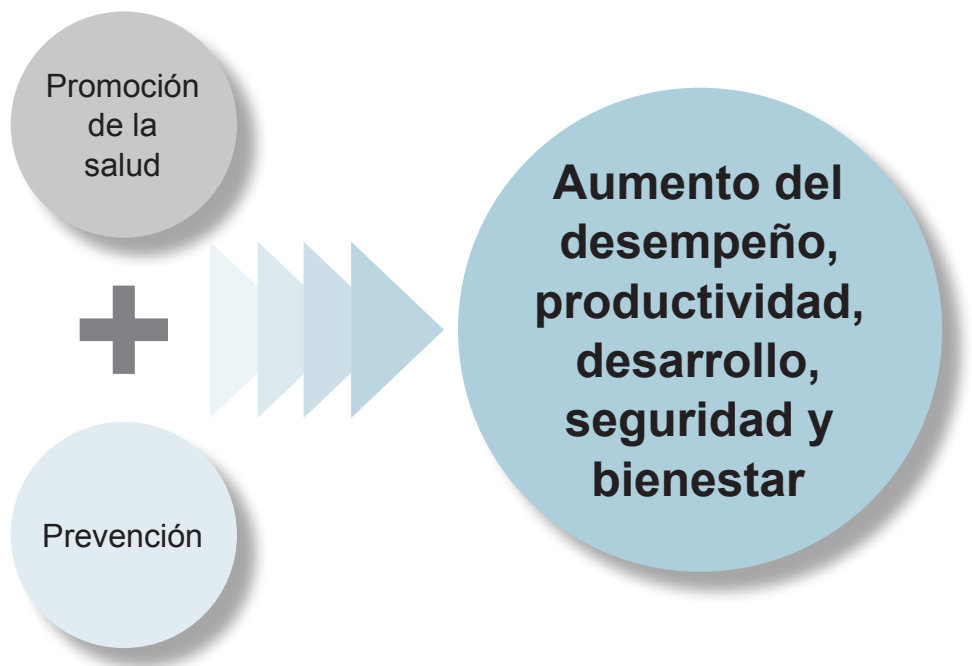 Promoción
de la
salud
Prevención
Aumento del
desempeño,
productividad,
desarrollo,
seguridad y
bienestar